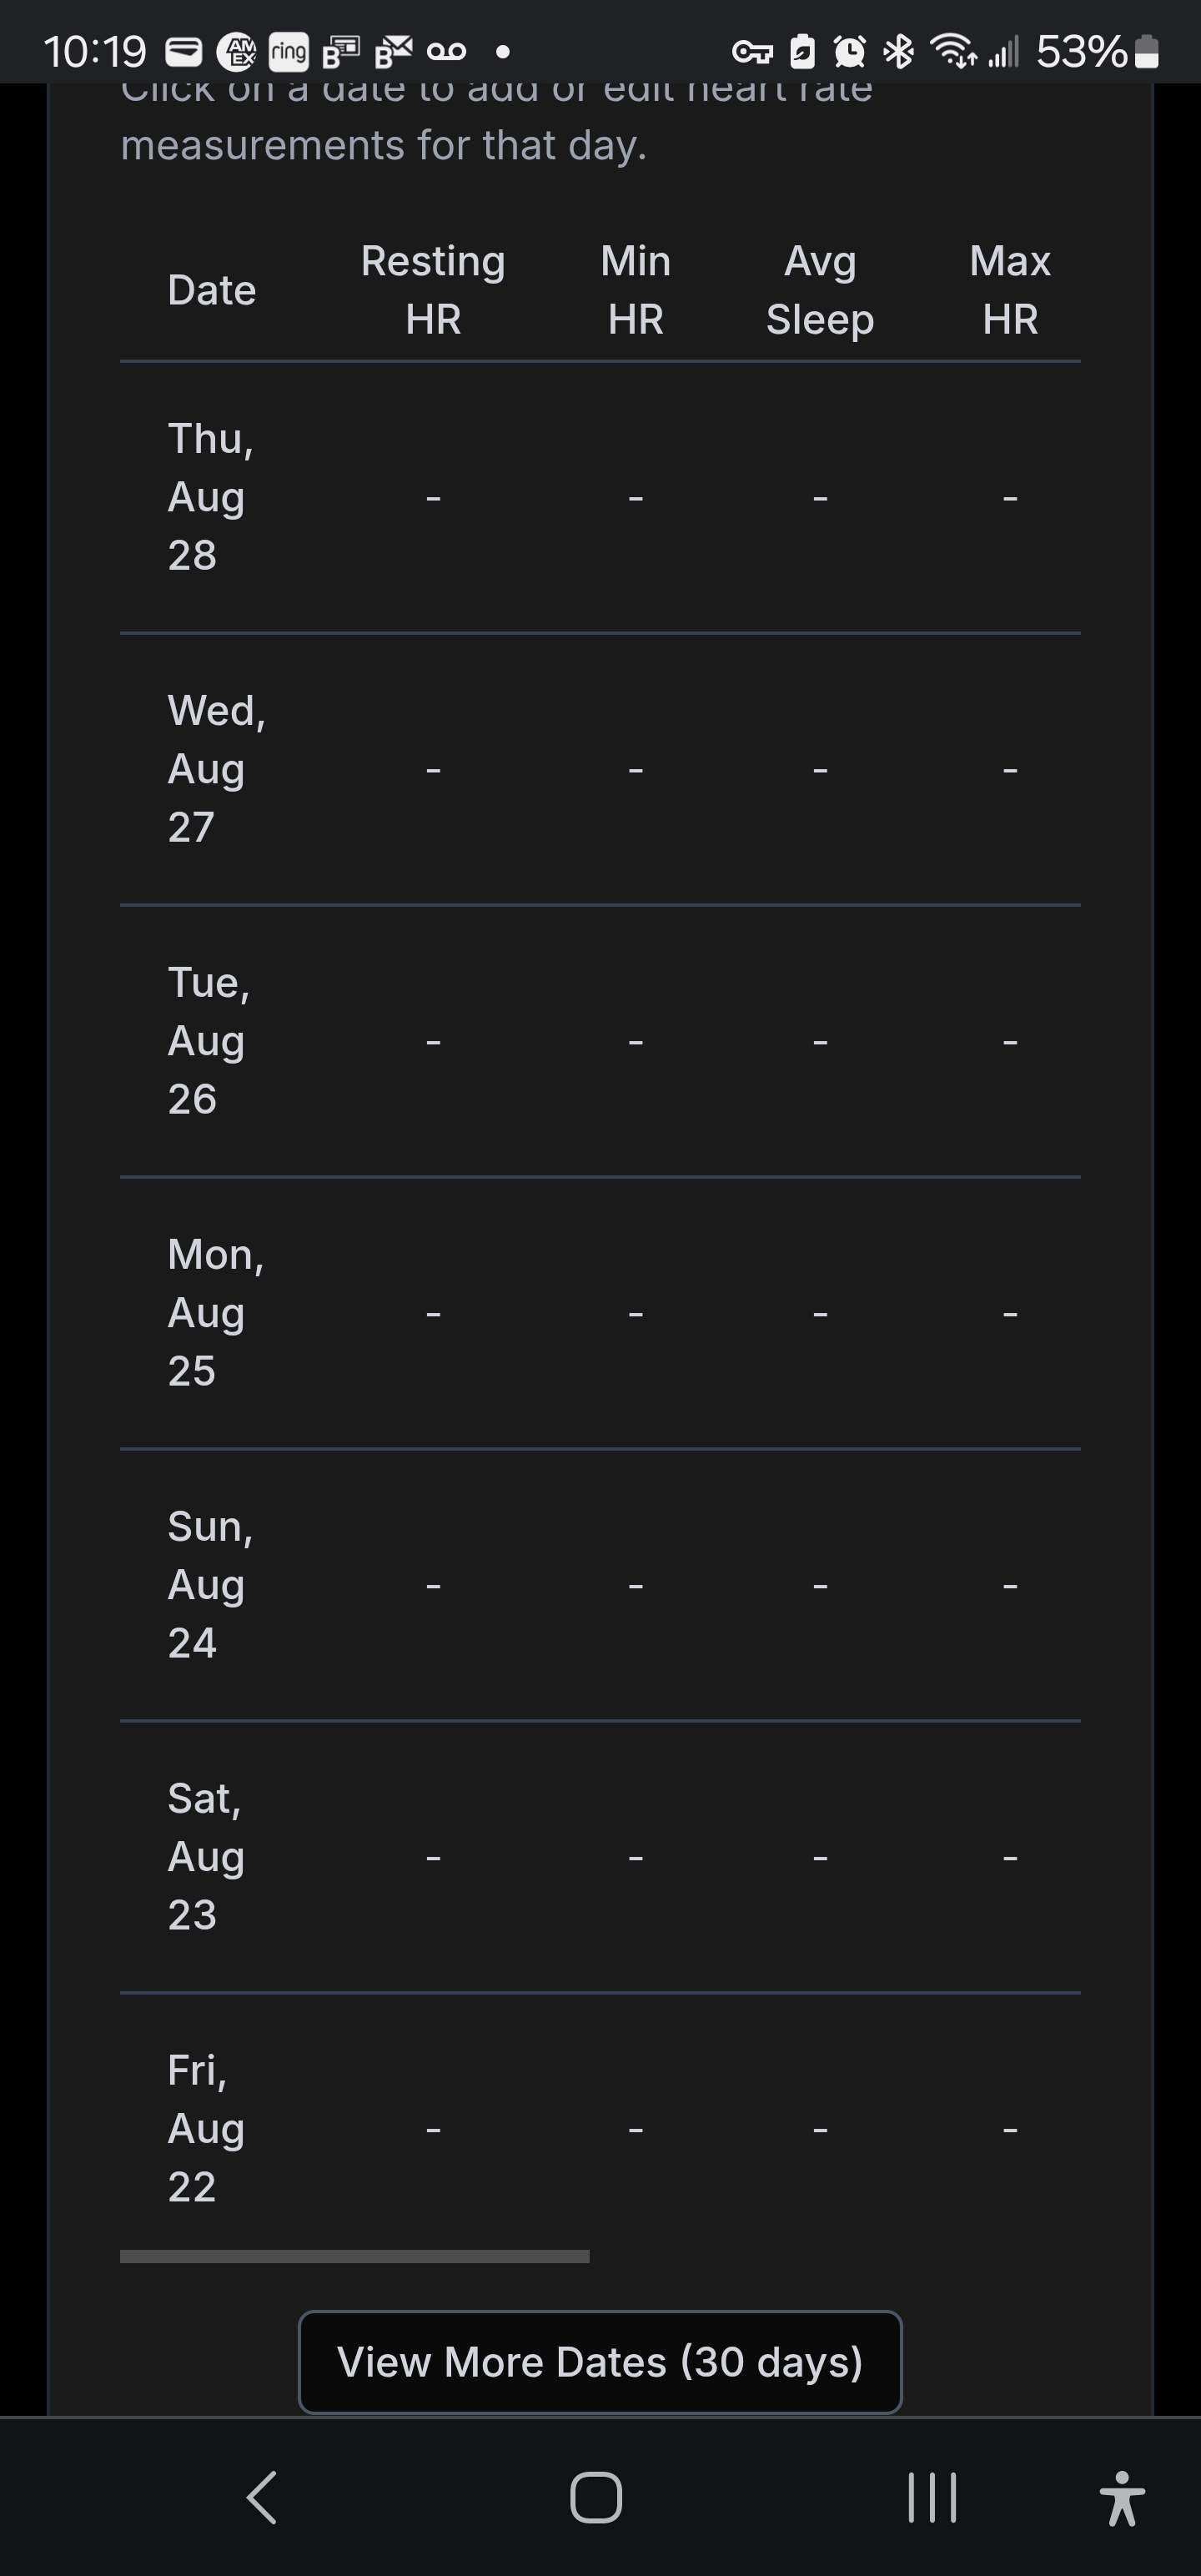 10:19 AM EX ring B B 53%
Click on a date to add or edit heart rate
measurements for that day.
Date Resting HR Min HR Avg Sleep Max HR
Thu,
Aug - - - -
28
Wed,
Aug - - - -
27
Tue,
Aug - - - -
26
Mon,
Aug - - - -
25
Sun,
Aug - - - -
24
Sat,
Aug - - - -
23
Fri,
Aug - - - -
22
View More Dates (30 days)